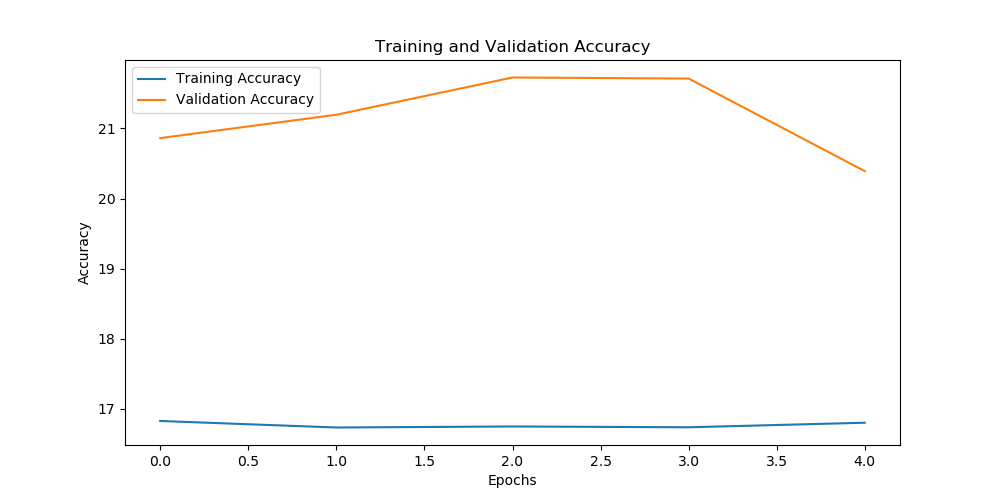 Training and Validation Accuracy
Training Accuracy
Validation Accuracy
21
20
19
18
17
Accuracy
0.0 0.5 1.0 1.5 2.0 2.5 3.0 3.5 4.0
Epochs